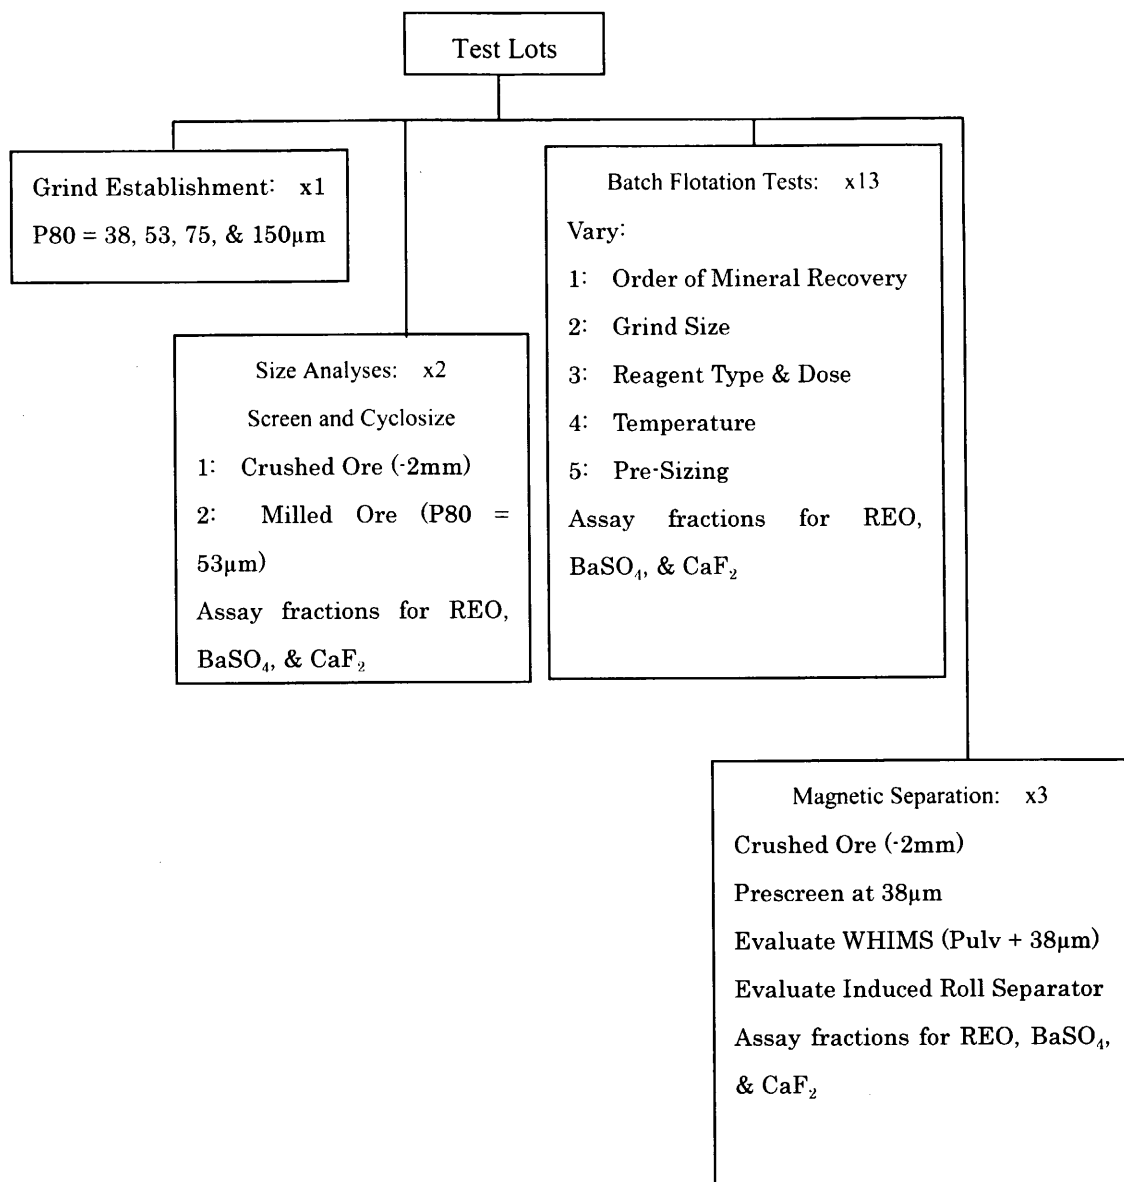 Test Lots
Grind Establishment: x1
P80 = 38, 53, 75, & 150µm
Size Analyses: x2
Screen and Cyclosize
1: Crushed Ore (-2mm)
2: Milled Ore (P80 =
53µm)
Assay fractions for REO,
BaSO₄, & CaF₂
Batch Flotation Tests: x13
Vary:
1: Order of Mineral Recovery
2: Grind Size
3: Reagent Type & Dose
4: Temperature
5: Pre-Sizing
Assay fractions for REO,
BaSO₄, & CaF₂
Magnetic Separation: x3
Crushed Ore (-2mm)
Prescreen at 38µm
Evaluate WHIMS (Pulv + 38µm)
Evaluate Induced Roll Separator
Assay fractions for REO, BaSO₄,
& CaF₂